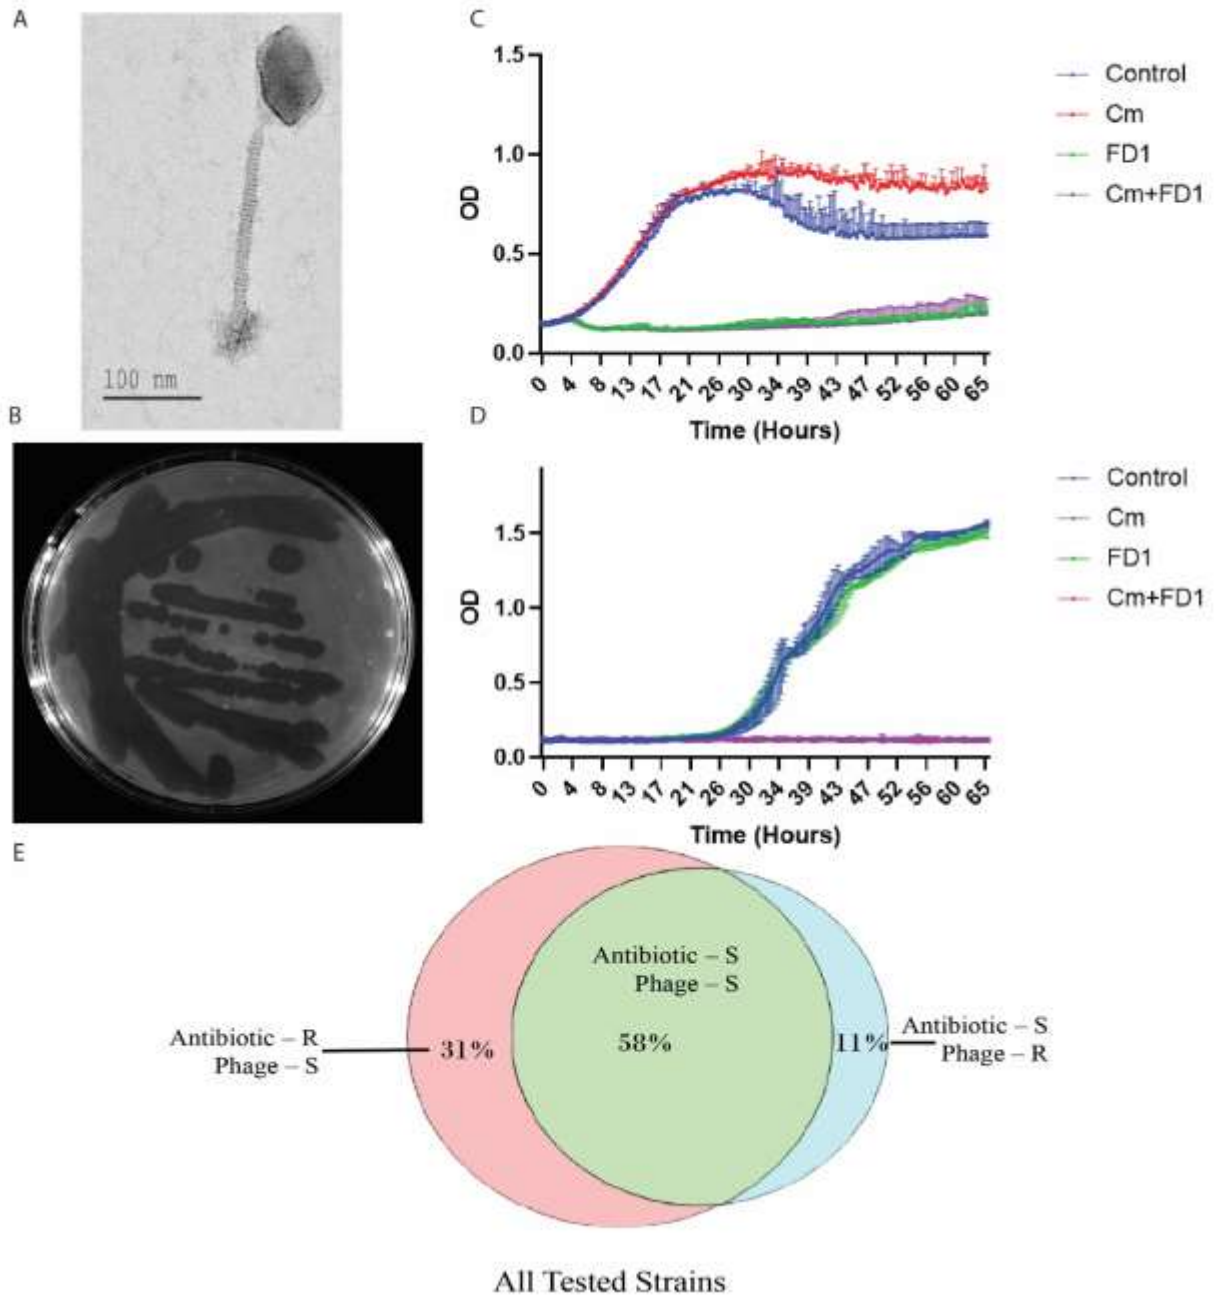 A
100 nm
B
C
1.5
1.0
0.5
0.0
OD
0 4 8 13 17 21 26 30 34 39 43 47 52 56 60 65
Time (Hours)
Control
Cm
FD1
Cm+FD1
D
1.5
1.0
0.5
0.0
OD
0 4 8 13 17 21 26 30 34 39 43 47 52 56 60 65
Time (Hours)
Control
Cm
FD1
Cm+FD1
E
Antibiotic – R
Phage – S
31%
Antibiotic – S
Phage – S
58%
11%
Antibiotic – S
Phage – R
All Tested Strains